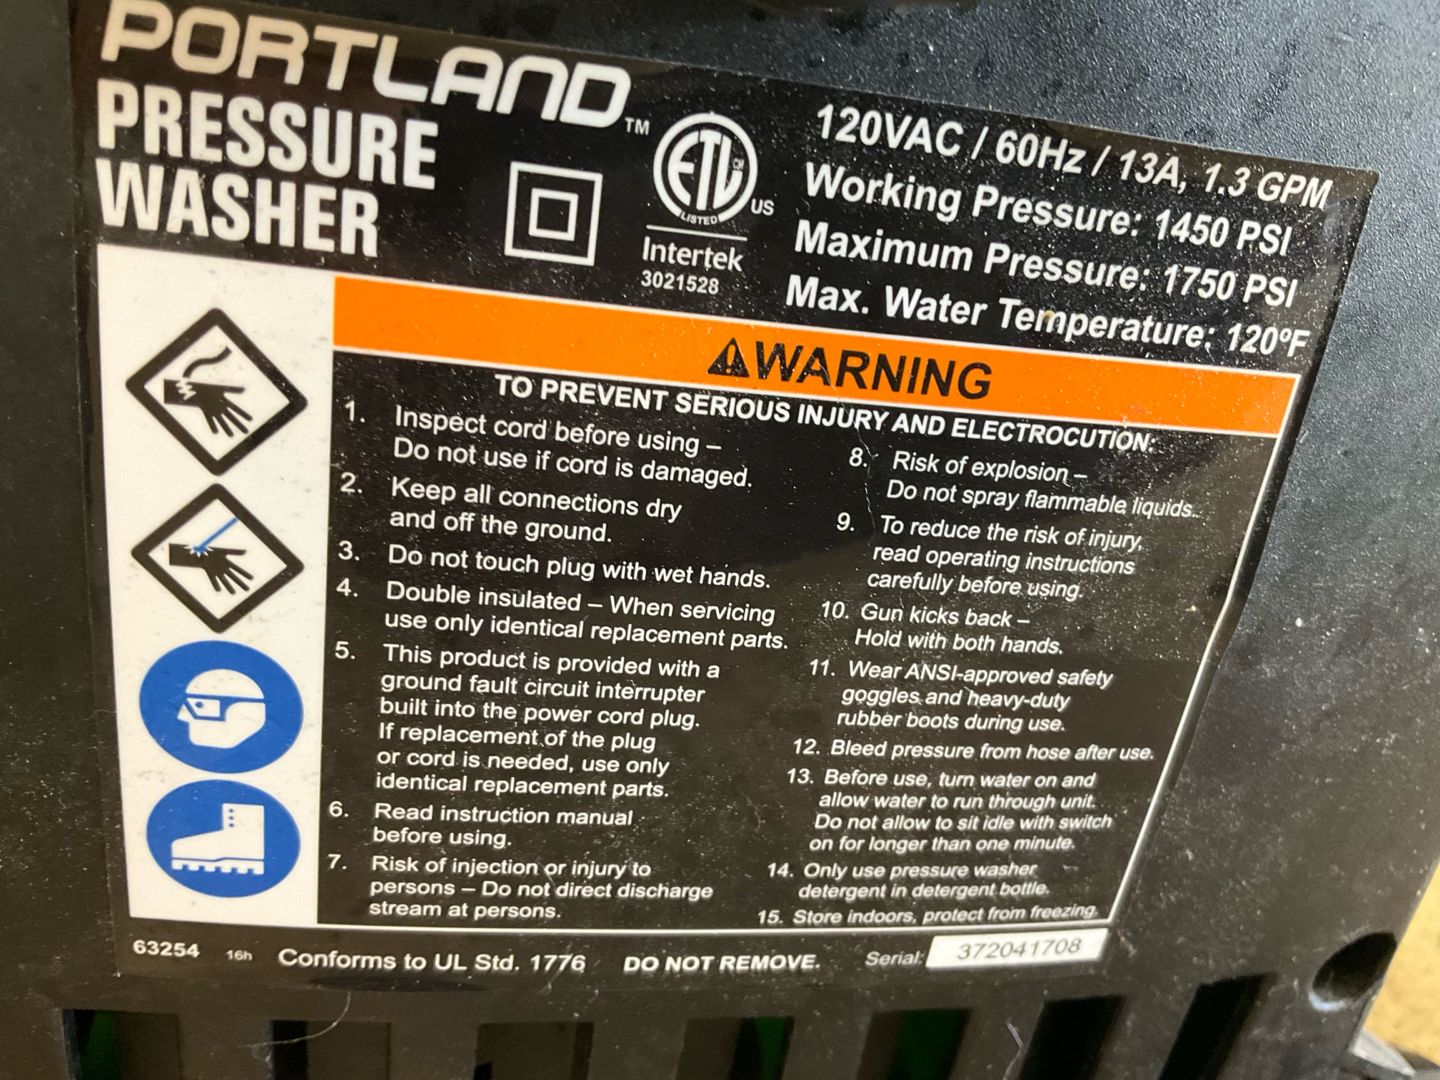 PORTLAND™
PRESSURE
WASHER
ETL
CM
LISTED
US
Intertek
3021528
120VAC / 60Hz / 13A, 1.3 GPM
Working Pressure: 1450 PSI
Maximum Pressure: 1750 PSI
Max. Water Temperature: 120ºF
WARNING
TO PREVENT SERIOUS INJURY AND ELECTROCUTION:
1. Inspect cord before using –
Do not use if cord is damaged.
2. Keep all connections dry
and off the ground.
3. Do not touch plug with wet hands.
4. Double insulated – When servicing
use only identical replacement parts.
5. This product is provided with a
ground fault circuit interrupter
built into the power cord plug.
If replacement of the plug
or cord is needed, use only
identical replacement parts.
6. Read instruction manual
before using.
7. Risk of injection or injury to
persons – Do not direct discharge
stream at persons.
8. Risk of explosion –
Do not spray flammable liquids.
9. To reduce the risk of injury,
read operating instructions
carefully before using.
10. Gun kicks back –
Hold with both hands.
11. Wear ANSI-approved safety
goggles and heavy-duty
rubber boots during use.
12. Bleed pressure from hose after use.
13. Before use, turn water on and
allow water to run through unit.
Do not allow to sit idle with switch
on for longer than one minute.
14. Only use pressure washer
detergent in detergent bottle.
15. Store indoors, protect from freezing.
63254 16h Conforms to UL Std. 1776 DO NOT REMOVE. Serial: 372041708